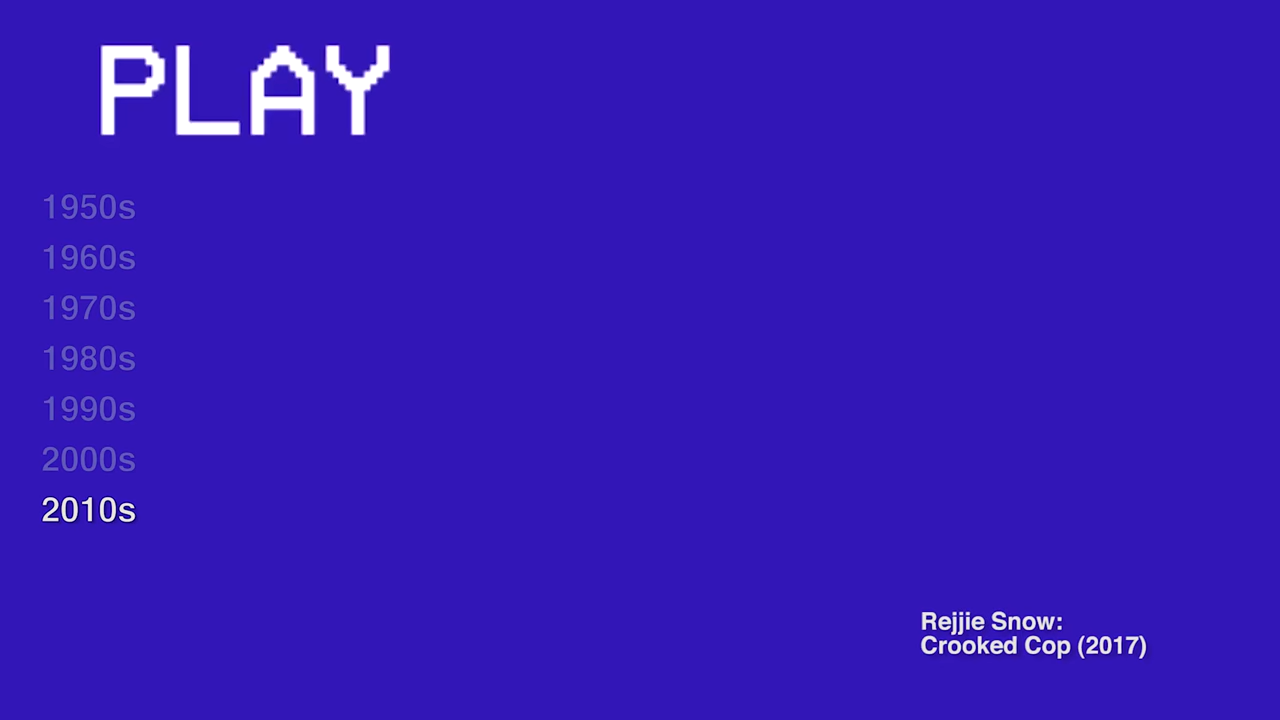 PLAY
1950s
1960s
1970s
1980s
1990s
2000s
2010s
Rejjie Snow:
Crooked Cop (2017)